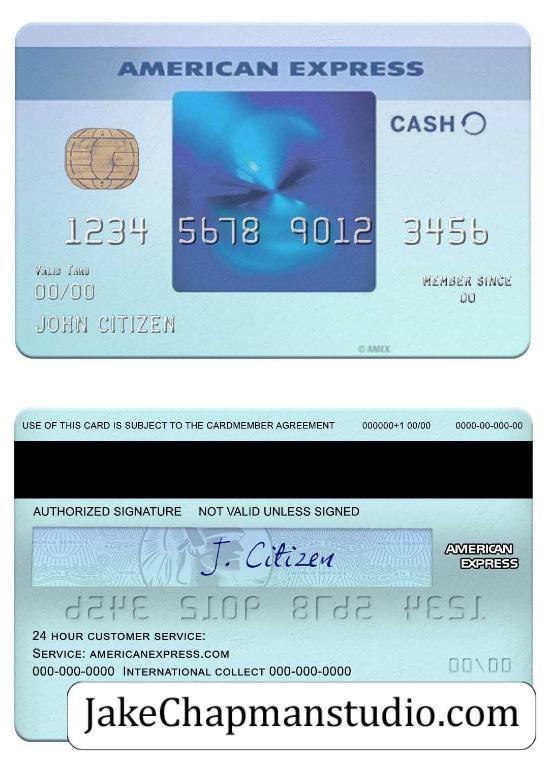 AMERICAN EXPRESS
CASH
1234 5678 9012 3456
VALID THRU
00/00
MEMBER SINCE
00
JOHN CITIZEN
© AMEX
USE OF THIS CARD IS SUBJECT TO THE CARDMEMBER AGREEMENT 000000+1 00/00 0000-00-000-00
AUTHORIZED SIGNATURE NOT VALID UNLESS SIGNED
J. Citizen
AMERICAN
EXPRESS
1234 5678 9012 3456
24 HOUR CUSTOMER SERVICE:
SERVICE: AMERICANEXPRESS.COM
000-000-0000 INTERNATIONAL COLLECT 000-000-0000
00/00
JakeChapmanstudio.com